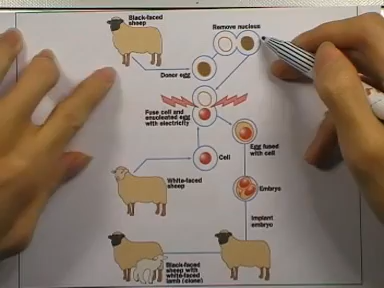 Black-faced
sheep
Remove nucleus
Donor egg
Fuse cell and
enucleated egg
with electricity
Egg fused
with cell
Cell
White-faced
sheep
Embryo
Implant
embryo
Black-faced
sheep with
white-faced
lamb (clone)